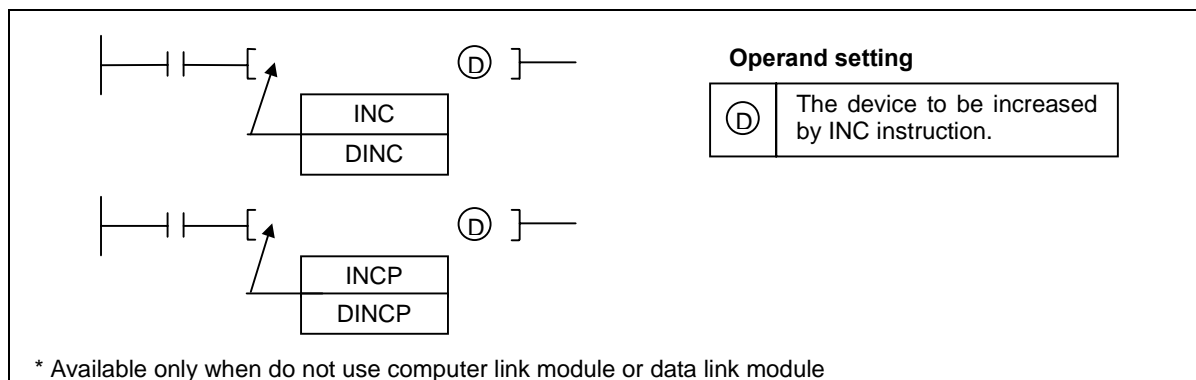 D
INC
DINC
Operand setting
D
The device to be increased
by INC instruction.
D
INCP
DINCP
* Available only when do not use computer link module or data link module